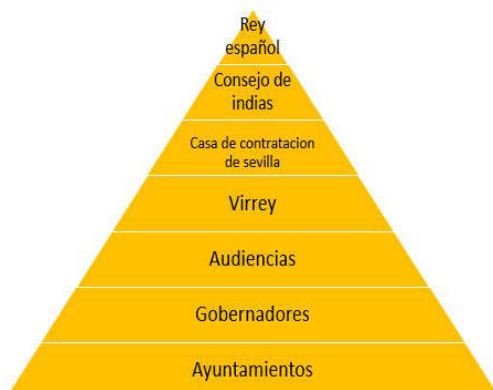 Rey
español
Consejo de
indias
Casa de contratacion
de sevilla
Virrey
Audiencias
Gobernadores
Ayuntamientos